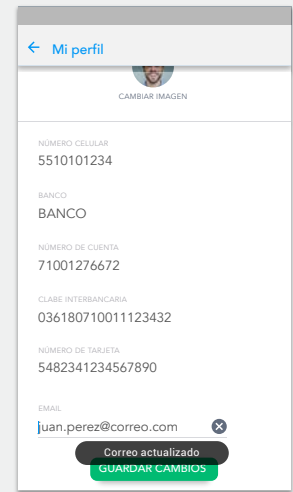 Mi perfil
CAMBIAR IMAGEN
NÚMERO CELULAR
5510101234
BANCO
BANCO
NÚMERO DE CUENTA
71001276672
CLABE INTERBANCARIA
036180710011123432
NÚMERO DE TARJETA
5482341234567890
EMAIL
juan.perez@correo.com
Correo actualizado
GUARDAR CAMBIOS